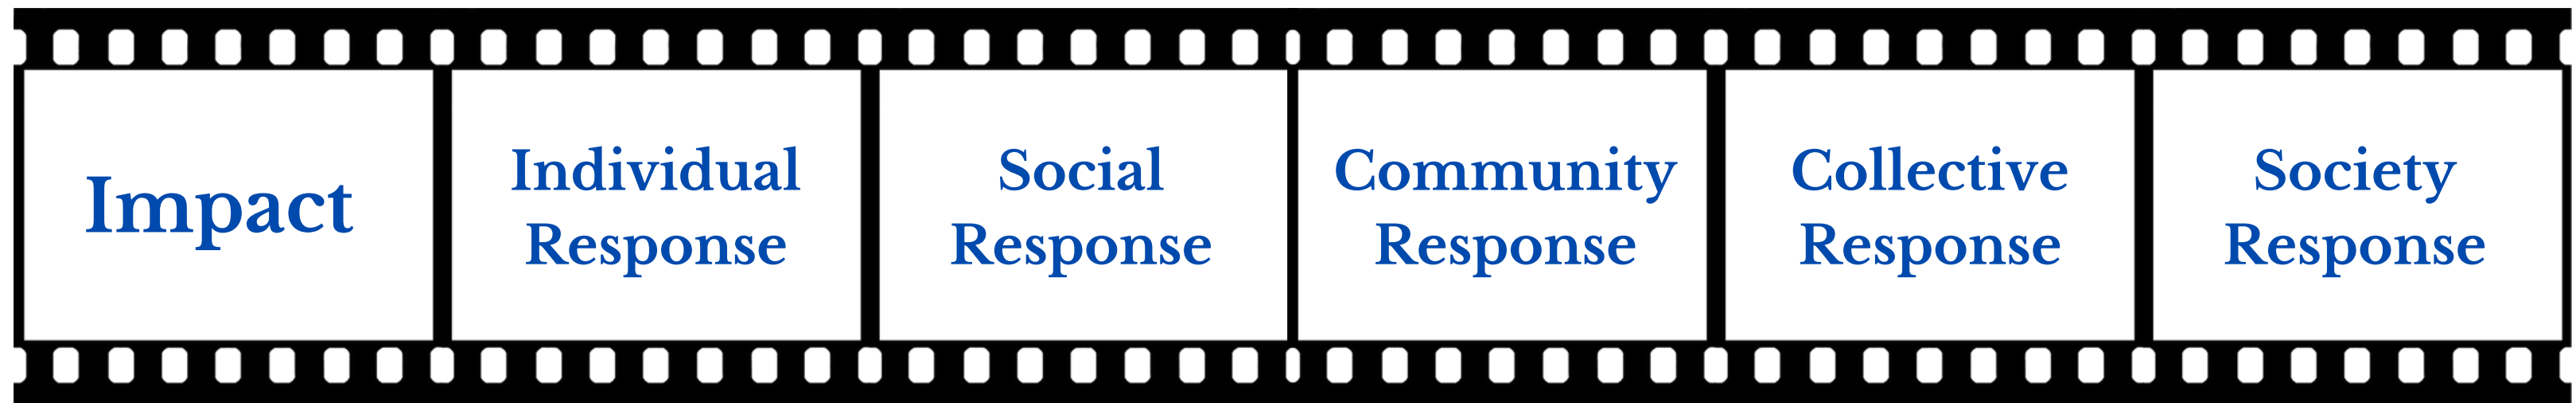 Impact
Individual
Response
Social
Response
Community
Response
Collective
Response
Society
Response